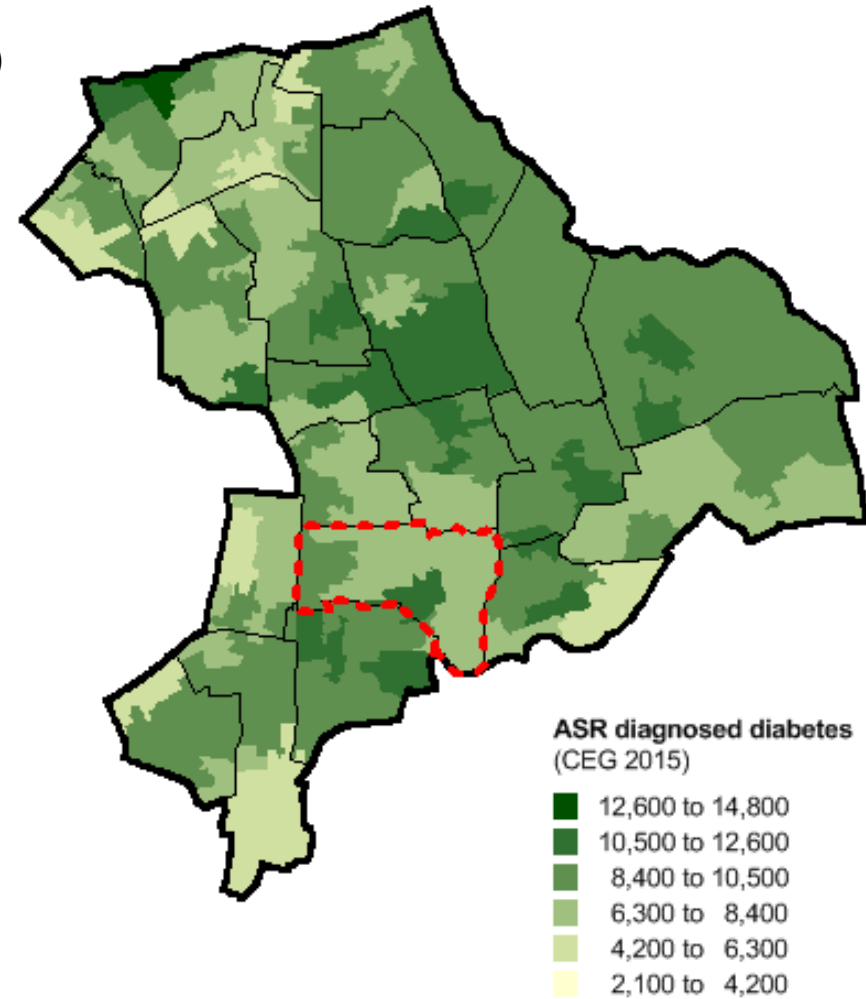 )
ASR diagnosed diabetes
(CEG 2015)
12,600 to 14,800
10,500 to 12,600
8,400 to 10,500
6,300 to 8,400
4,200 to 6,300
2,100 to 4,200